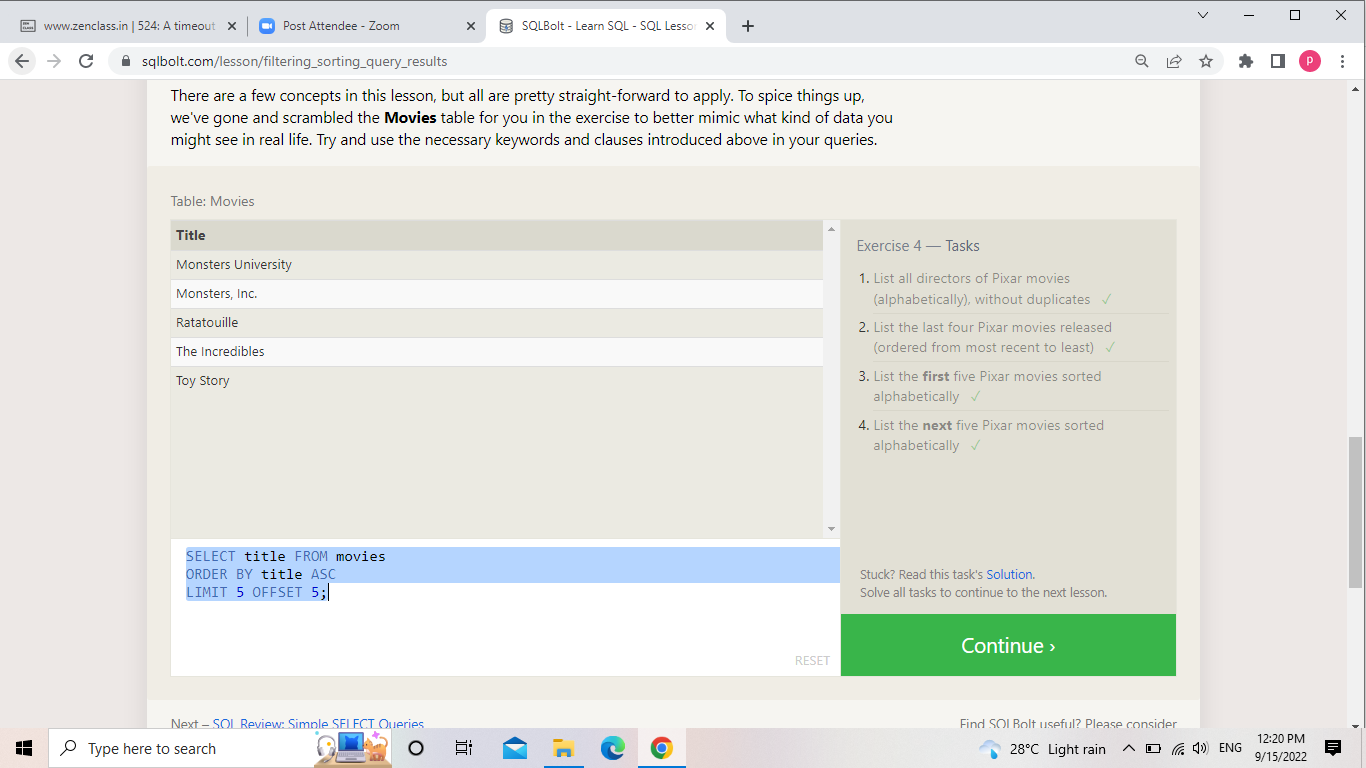 www.zenclass.in | 524: A timeout
Post Attendee - Zoom
SQLBolt - Learn SQL - SQL Lesson
sqlbolt.com/lesson/filtering_sorting_query_results
P
There are a few concepts in this lesson, but all are pretty straight-forward to apply. To spice things up,
we've gone and scrambled the Movies table for you in the exercise to better mimic what kind of data you
might see in real life. Try and use the necessary keywords and clauses introduced above in your queries.
Table: Movies
Title
Monsters University
Monsters, Inc.
Ratatouille
The Incredibles
Toy Story
SELECT title FROM movies
ORDER BY title ASC
LIMIT 5 OFFSET 5;
RESET
Exercise 4 — Tasks
1. List all directors of Pixar movies
(alphabetically), without duplicates ✓
2. List the last four Pixar movies released
(ordered from most recent to least) ✓
3. List the first five Pixar movies sorted
alphabetically ✓
4. List the next five Pixar movies sorted
alphabetically ✓
Stuck? Read this task's Solution.
Solve all tasks to continue to the next lesson.
Continue ›
Next – SQL Review: Simple SELECT Queries
Find SQLBolt useful? Please consider
Type here to search
28°C Light rain
ENG
12:20 PM
9/15/2022